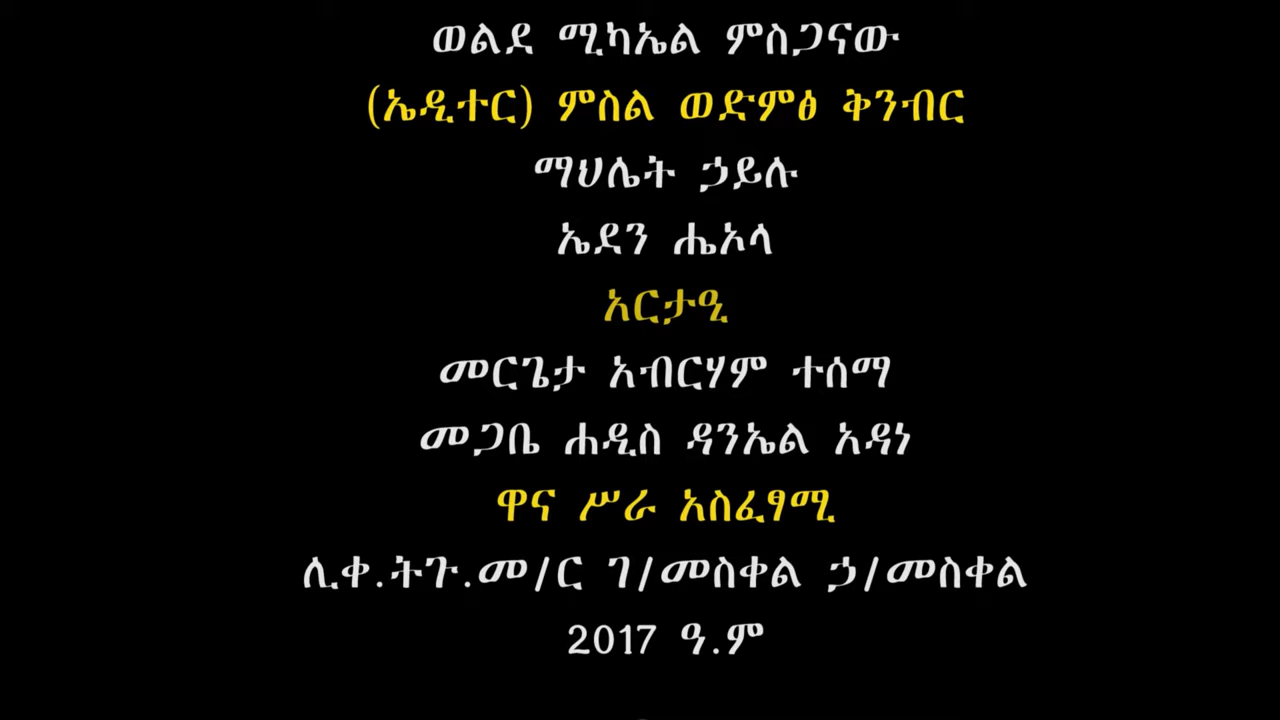 ወልደ ሚካኤል ምስጋናው
(ኤዲተር) ምስል ወድምፅ ቅንብር
ማህሌት ኃይሉ
ኤደን ሔኦላ
አርታዒ
መርጌታ አብርሃም ተሰማ
መጋቤ ሐዲስ ዳንኤል አዳነ
ዋና ሥራ አስፈፃሚ
ሊቀ.ትጉ.መ/ር ገ/መስቀል ኃ/መስቀል
2017 ዓ.ም